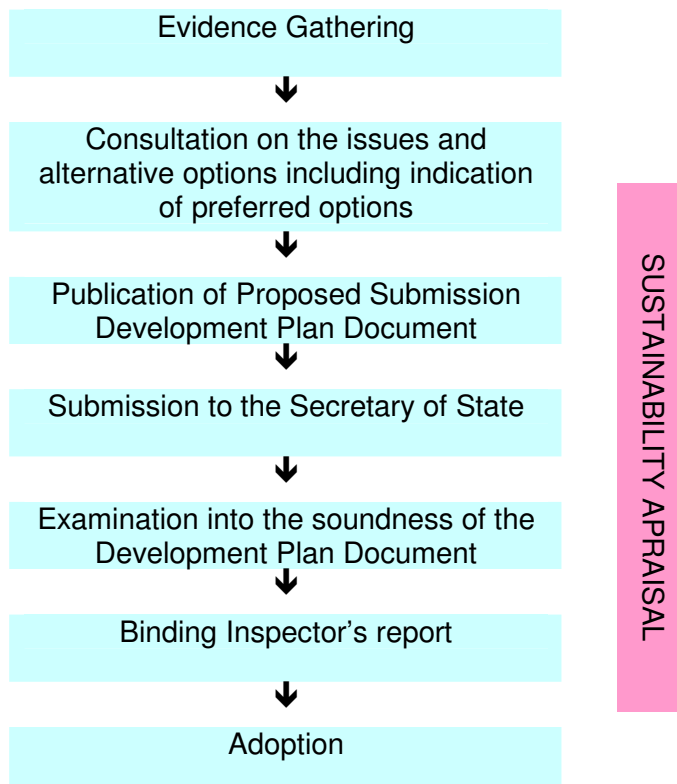 Evidence Gathering
Consultation on the issues and
alternative options including indication
of preferred options
Publication of Proposed Submission
Development Plan Document
Submission to the Secretary of State
Examination into the soundness of the
Development Plan Document
Binding Inspector's report
Adoption
SUSTAINABILITY APRAISAL